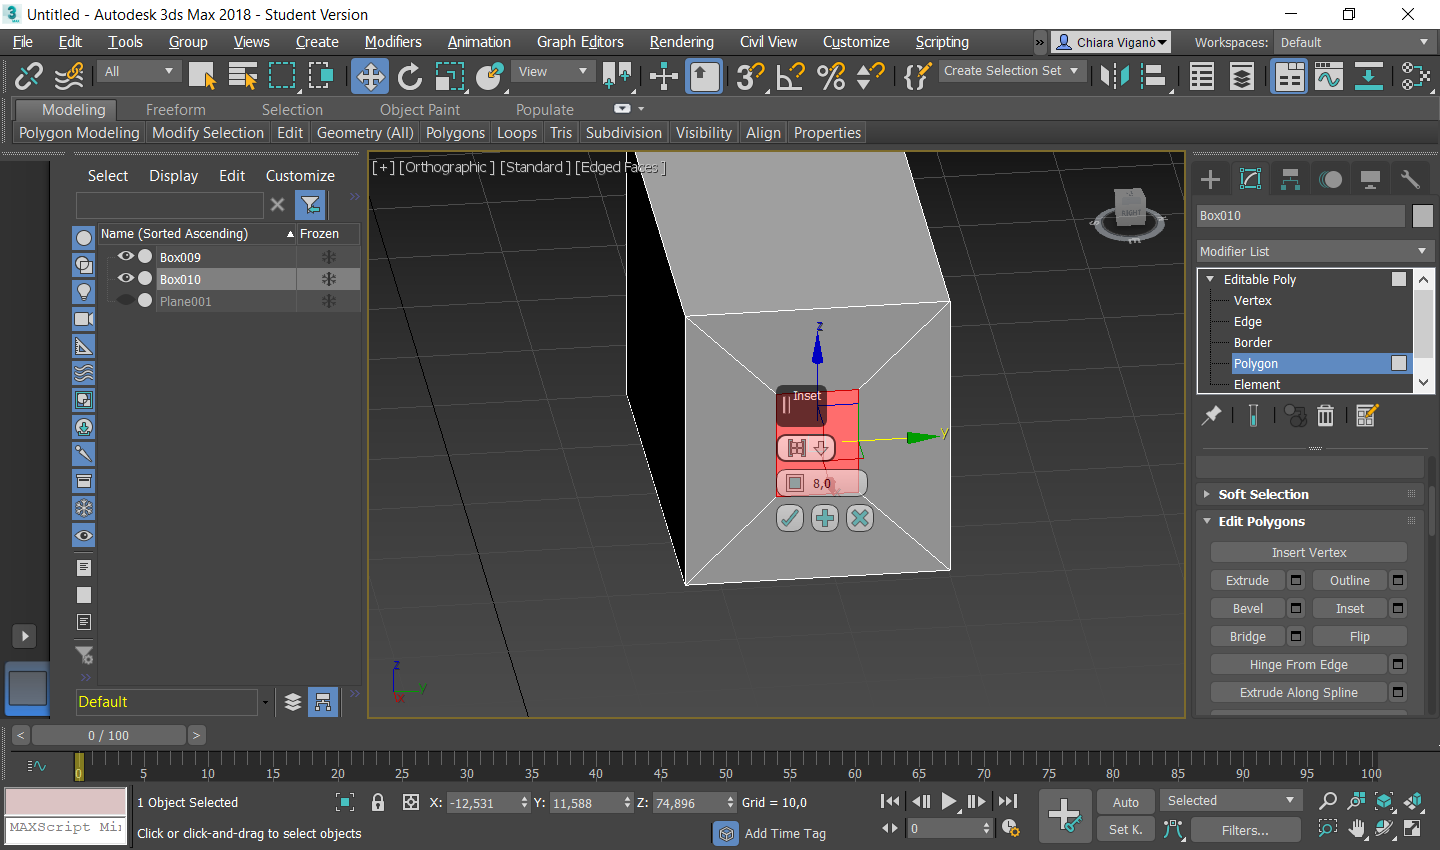 Untitled - Autodesk 3ds Max 2018 - Student Version
File Edit Tools Group Views Create Modifiers Animation Graph Editors Rendering Civil View Customize Scripting » Chiara Viganò Workspaces: Default
All View 3 Create Selection Set
Modeling Freeform Selection Object Paint Populate
Polygon Modeling Modify Selection Edit Geometry (All) Polygons Loops Tris Subdivision Visibility Align Properties
Select Display Edit Customize
[+] [Orthographic ] [Standard ] [Edged Faces ]
RIGHT
Name (Sorted Ascending) Frozen
Box009
Box010
Plane001
Default
z
y
Inset
8,0
z
y
x
Box010
Modifier List
Editable Poly
Vertex
Edge
Border
Polygon
Element
Soft Selection
Edit Polygons
Insert Vertex
Extrude Outline
Bevel Inset
Bridge Flip
Hinge From Edge
Extrude Along Spline
< 0 / 100 >
0 5 10 15 20 25 30 35 40 45 50 55 60 65 70 75 80 85 90 95 100
1 Object Selected X: -12,531 Y: 11,588 Z: 74,896 Grid = 10,0 Auto Selected
MAXScript Mi
Click or click-and-drag to select objects Add Time Tag 0 Set K. Filters...